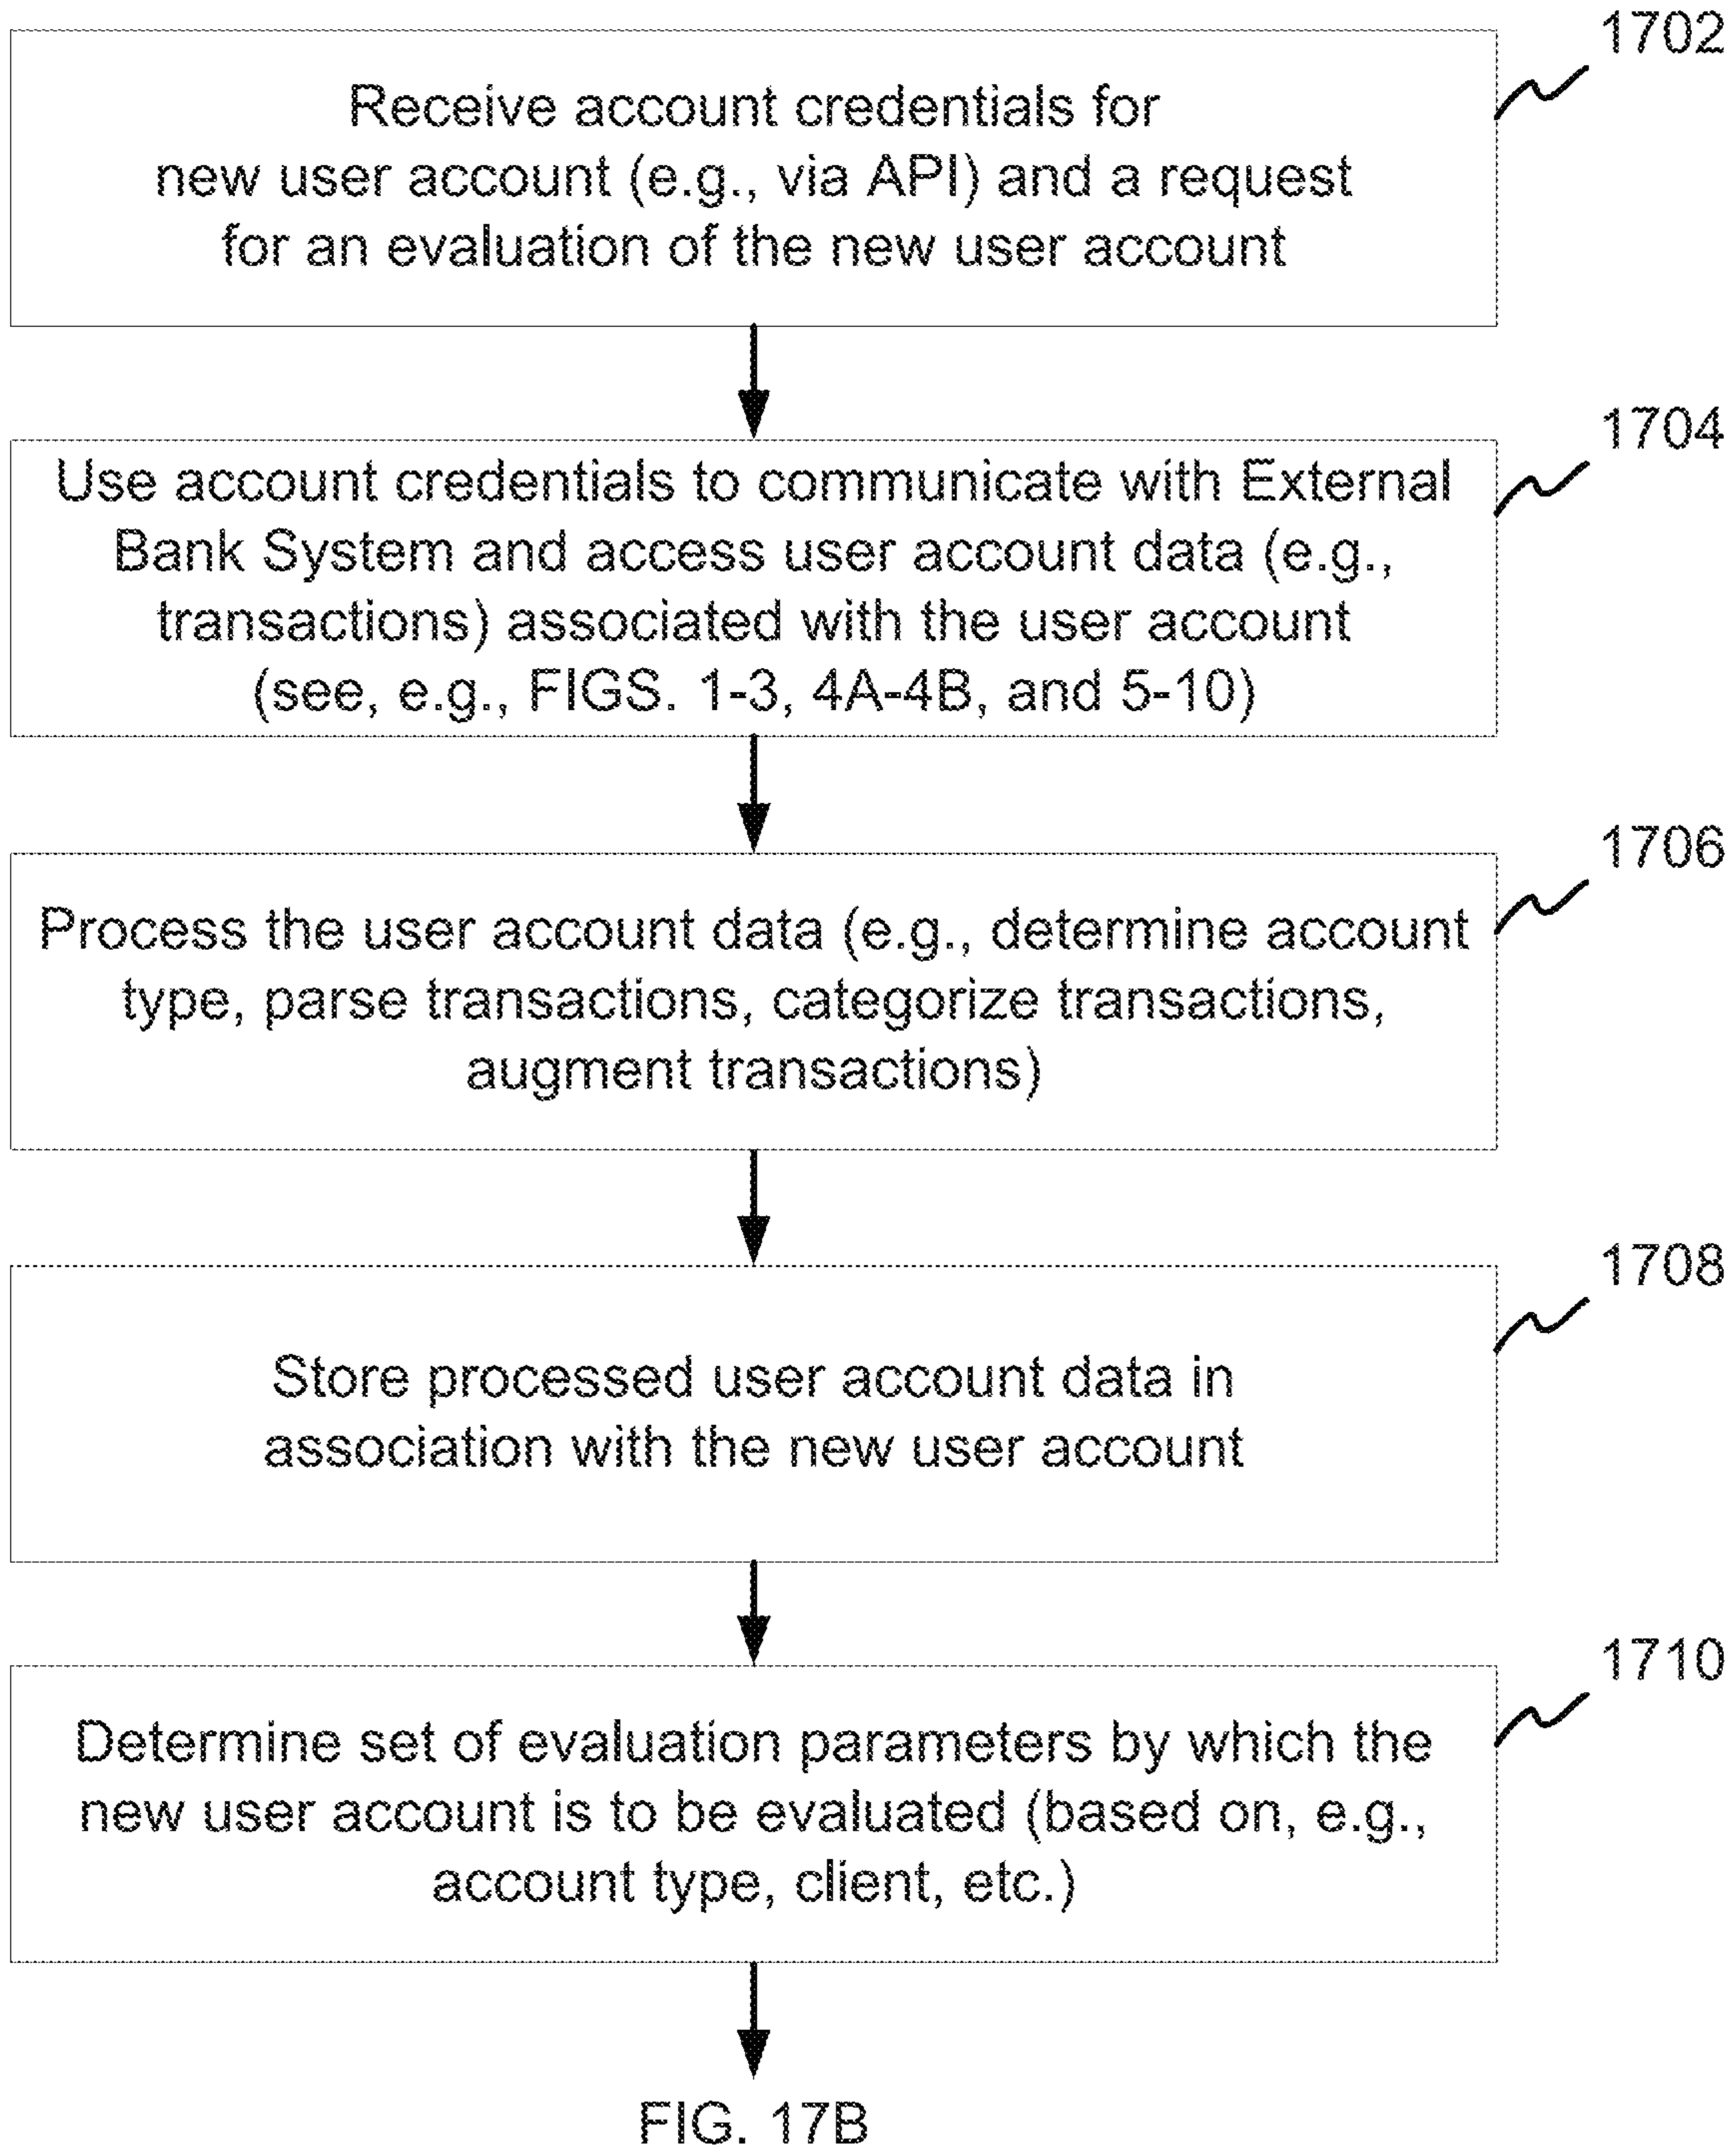 1702
Receive account credentials for
new user account (e.g., via API) and a request
for an evaluation of the new user account
1704
Use account credentials to communicate with External
Bank System and access user account data (e.g.,
transactions) associated with the user account
(see, e.g., FIGS. 1-3, 4A-4B, and 5-10)
1706
Process the user account data (e.g., determine account
type, parse transactions, categorize transactions,
augment transactions)
1708
Store processed user account data in
association with the new user account
1710
Determine set of evaluation parameters by which the
new user account is to be evaluated (based on, e.g.,
account type, client, etc.)
FIG. 17B